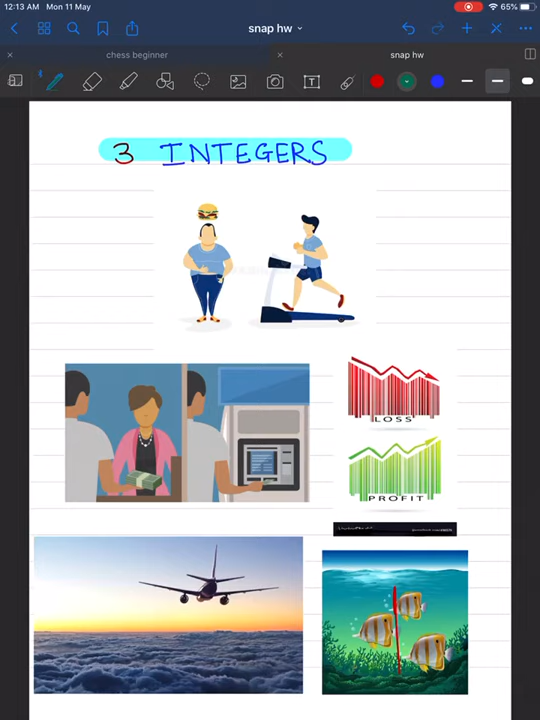 12:13 AM Mon 11 May
65%
snap hw
chess beginner
snap hw
3 INTEGERS
LOSS
PROFIT